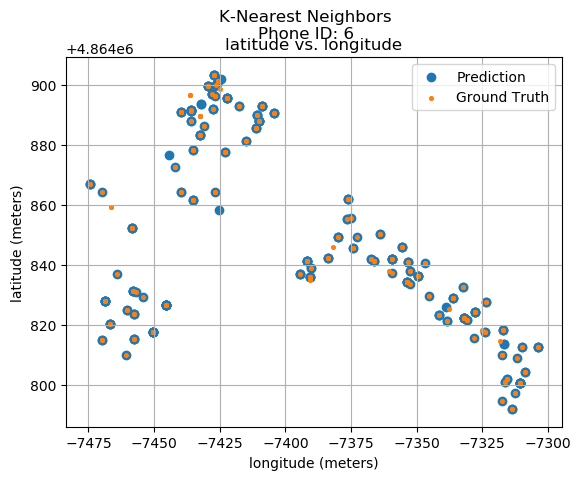 K-Nearest Neighbors
Phone ID: 6
latitude vs. longitude
+4.864e6
Prediction
Ground Truth
900
880
860
840
820
800
latitude (meters)
−7475 −7450 −7425 −7400 −7375 −7350 −7325 −7300
longitude (meters)